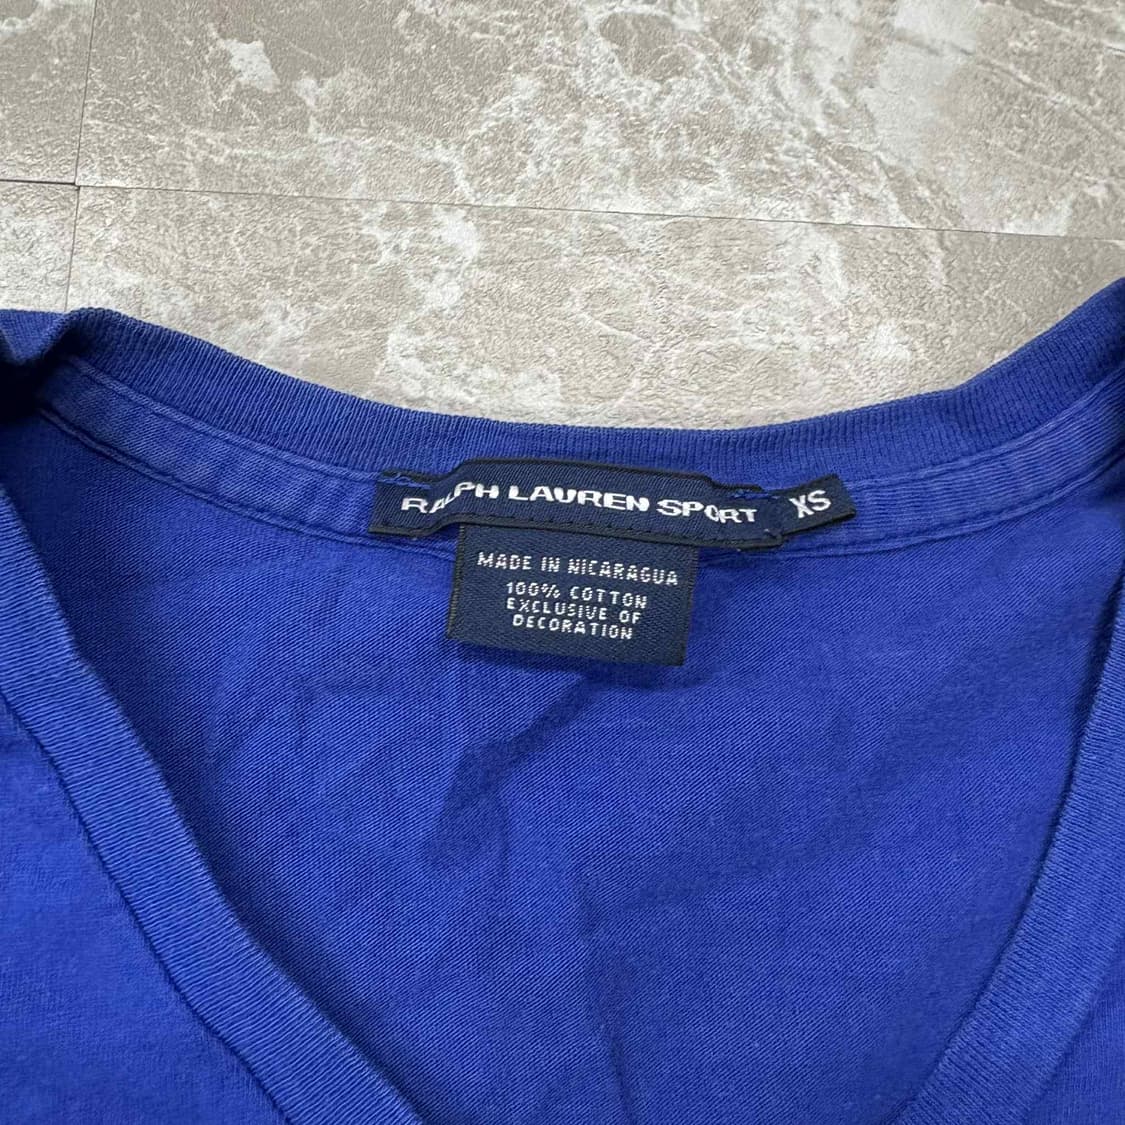 RALPH LAUREN SPORT XS
MADE IN NICARAGUA
100% COTTON
EXCLUSIVE OF
DECORATION